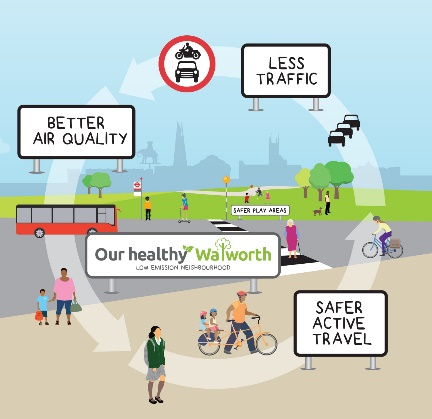 LESS
TRAFFIC
BETTER
AIR QUALITY
SAFER PLAY AREAS
Our healthy Walworth
LOW EMISSION NEIGHBOURHOOD
SAFER
ACTIVE
TRAVEL